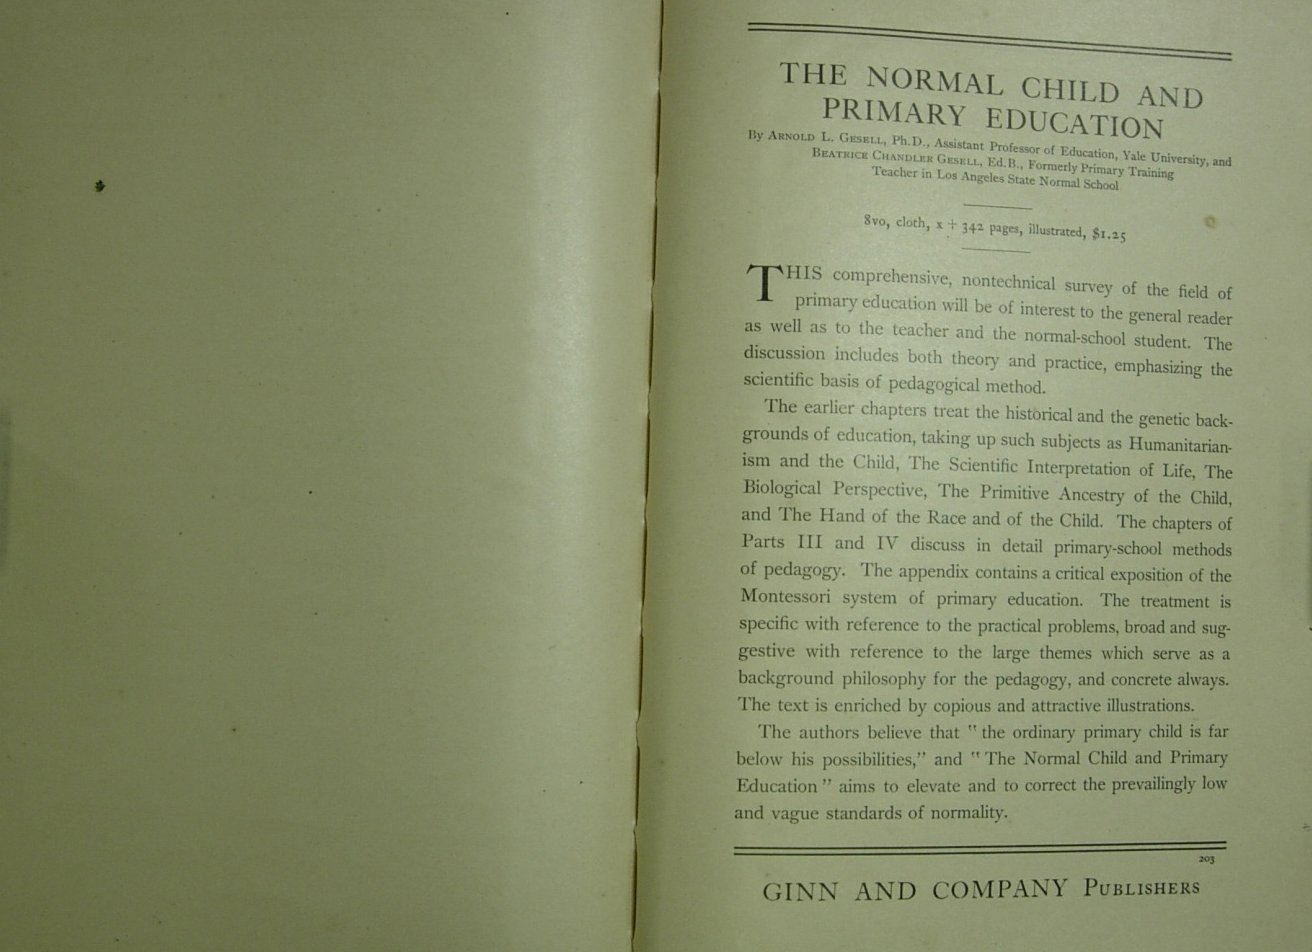 THE NORMAL CHILD AND
PRIMARY EDUCATION
By ARNOLD L. GESELL, Ph.D., Assistant Professor of Education, Yale University, and
BEATRICE CHANDLER GESELL, Ed.B., Formerly Primary Training
Teacher in Los Angeles State Normal School
8vo, cloth, x + 342 pages, illustrated, $1.25
THIS comprehensive, nontechnical survey of the field of
primary education will be of interest to the general reader
as well as to the teacher and the normal-school student. The
discussion includes both theory and practice, emphasizing the
scientific basis of pedagogical method.
The earlier chapters treat the historical and the genetic back-
grounds of education, taking up such subjects as Humanitarian-
ism and the Child, The Scientific Interpretation of Life, The
Biological Perspective, The Primitive Ancestry of the Child,
and The Hand of the Race and of the Child. The chapters of
Parts III and IV discuss in detail primary-school methods
of pedagogy. The appendix contains a critical exposition of the
Montessori system of primary education. The treatment is
specific with reference to the practical problems, broad and sug-
gestive with reference to the large themes which serve as a
background philosophy for the pedagogy, and concrete always.
The text is enriched by copious and attractive illustrations.
The authors believe that "the ordinary primary child is far
below his possibilities," and "The Normal Child and Primary
Education" aims to elevate and to correct the prevailingly low
and vague standards of normality.
203
GINN AND COMPANY PUBLISHERS